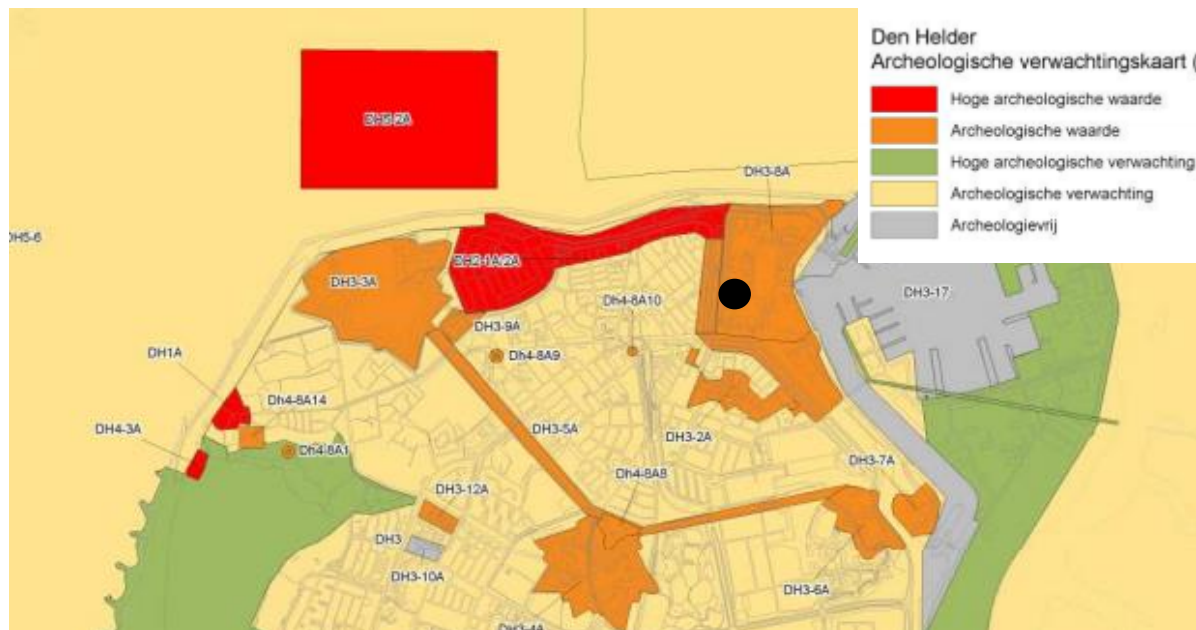 Den Helder
Archeologische verwachtingskaart (
Hoge archeologische waarde
Archeologische waarde
Hoge archeologische verwachting
Archeologische verwachting
Archeologievrij
DH5-2A
DH3-8A
DH5-6
DH2-1A/2A
DH3-3A
DH3-17
Dh4-8A10
DH3-9A
DH1A
Dh4-8A9
Dh4-8A14
DH4-3A
DH3-5A
DH3-2A
Dh4-8A1
DH3-7A
Dh4-8A8
DH3-12A
DH3
DH3-10A
DH3-6A
DH3-4A